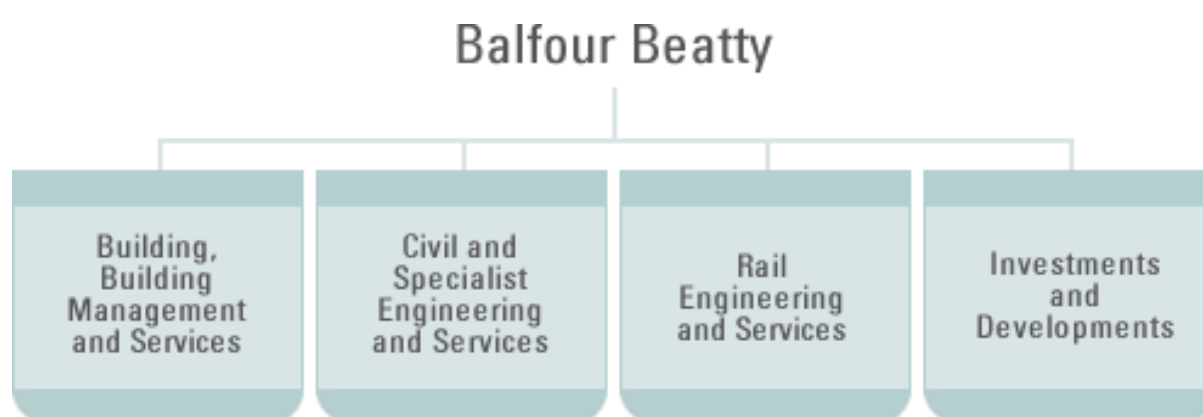 Balfour Beatty
Building,
Building
Management
and Services
Civil and
Specialist
Engineering
and Services
Rail
Engineering
and Services
Investments
and
Developments